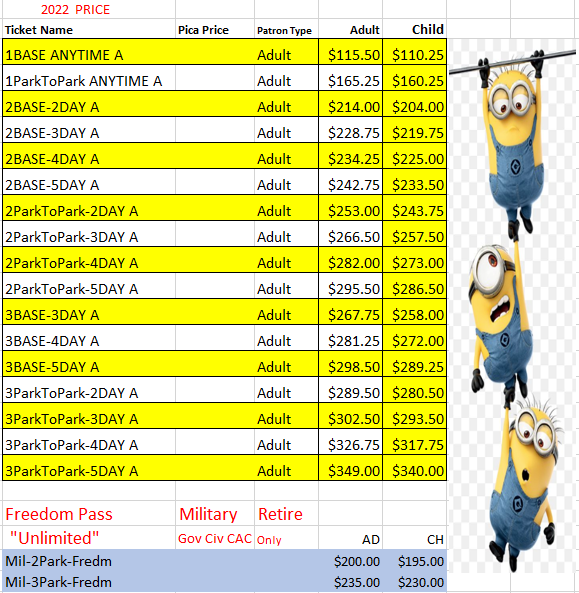 2022 PRICE
Ticket Name Pica Price Patron Type Adult Child
1BASE ANYTIME A Adult $115.50 $110.25
1ParkToPark ANYTIME A Adult $165.25 $160.25
2BASE-2DAY A Adult $214.00 $204.00
2BASE-3DAY A Adult $228.75 $219.75
2BASE-4DAY A Adult $234.25 $225.00
2BASE-5DAY A Adult $242.75 $233.50
2ParkToPark-2DAY A Adult $253.00 $243.75
2ParkToPark-3DAY A Adult $266.50 $257.50
2ParkToPark-4DAY A Adult $282.00 $273.00
2ParkToPark-5DAY A Adult $295.50 $286.50
3BASE-3DAY A Adult $267.75 $258.00
3BASE-4DAY A Adult $281.25 $272.00
3BASE-5DAY A Adult $298.50 $289.25
3ParkToPark-2DAY A Adult $289.50 $280.50
3ParkToPark-3DAY A Adult $302.50 $293.50
3ParkToPark-4DAY A Adult $326.75 $317.75
3ParkToPark-5DAY A Adult $349.00 $340.00
Freedom Pass Military Retire
"Unlimited" Gov Civ CAC Only AD CH
Mil-2Park-Fredm $200.00 $195.00
Mil-3Park-Fredm $235.00 $230.00